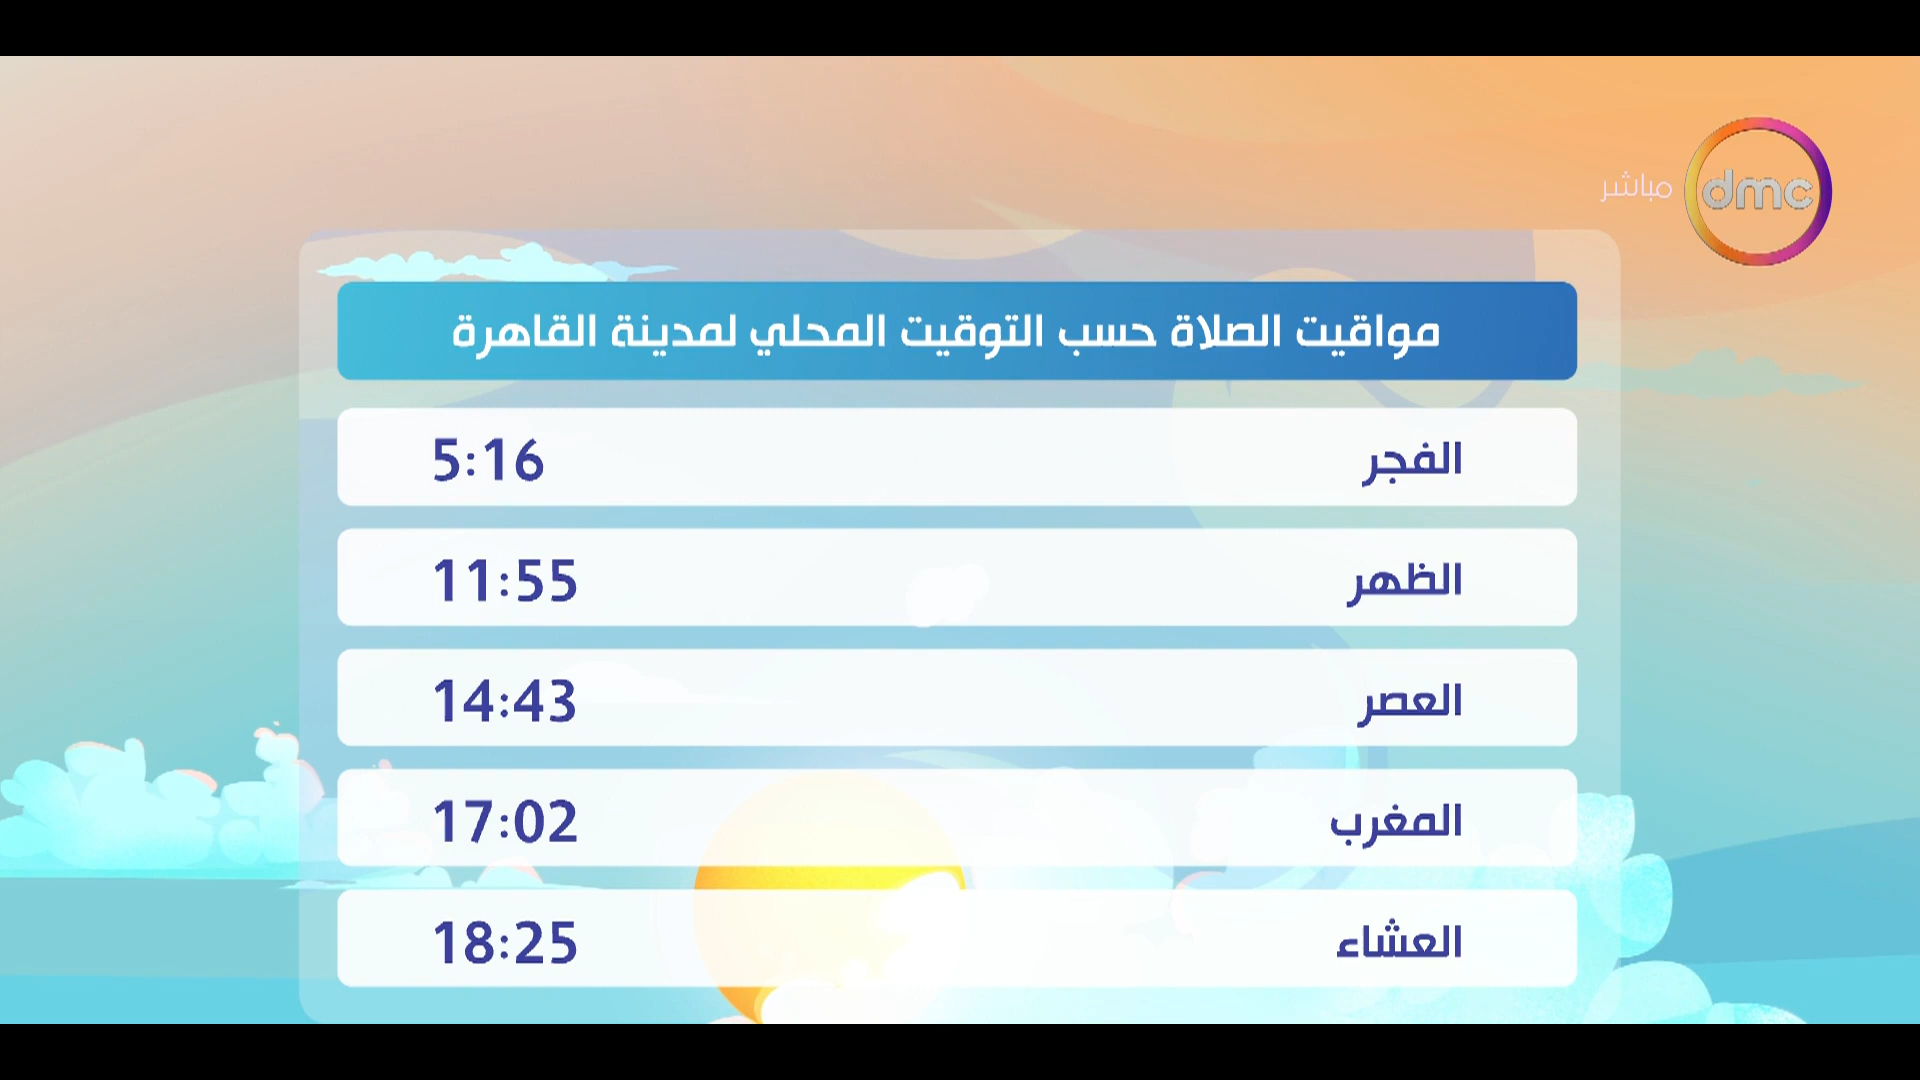 dmc مباشر
مواقيت الصلاة حسب التوقيت المحلي لمدينة القاهرة
الفجر 5:16
الظهر 11:55
العصر 14:43
المغرب 17:02
العشاء 18:25